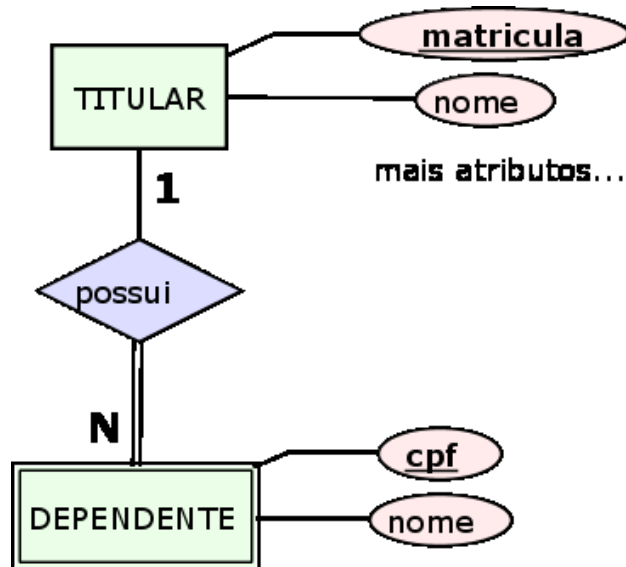 matricula
TITULAR
nome
mais atributos...
1
possui
N
cpf
DEPENDENTE
nome